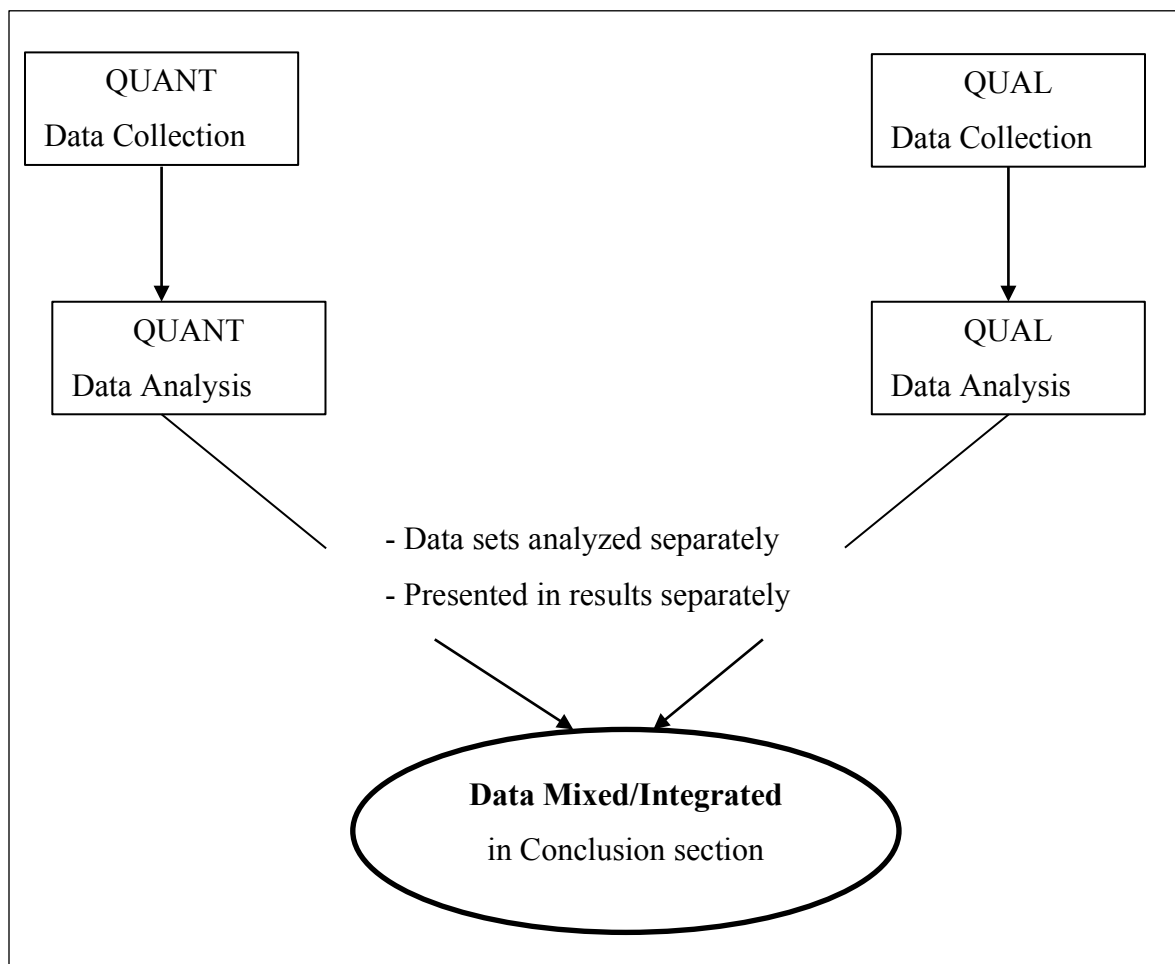 QUANT
Data Collection
QUAL
Data Collection
QUANT
Data Analysis
QUAL
Data Analysis
- Data sets analyzed separately
- Presented in results separately
Data Mixed/Integrated
in Conclusion section